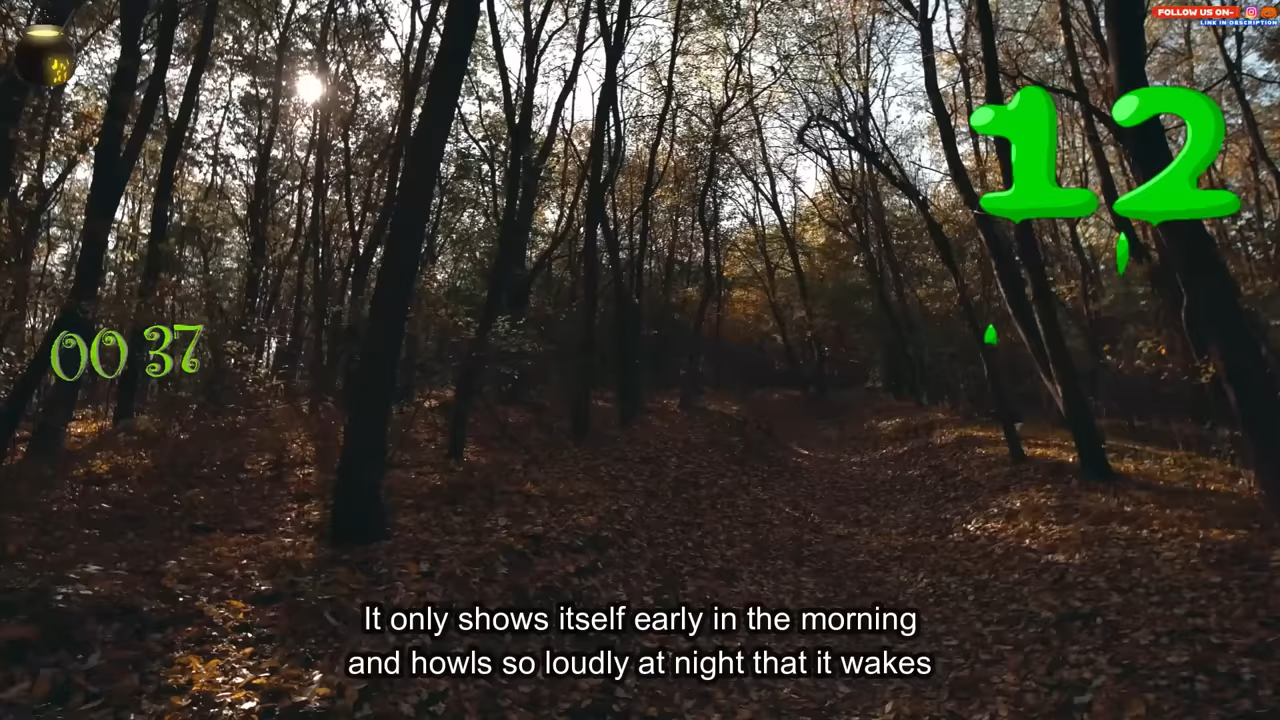 FOLLOW US ON-
LINK IN DESCRIPTION
12
00 37
It only shows itself early in the morning
and howls so loudly at night that it wakes